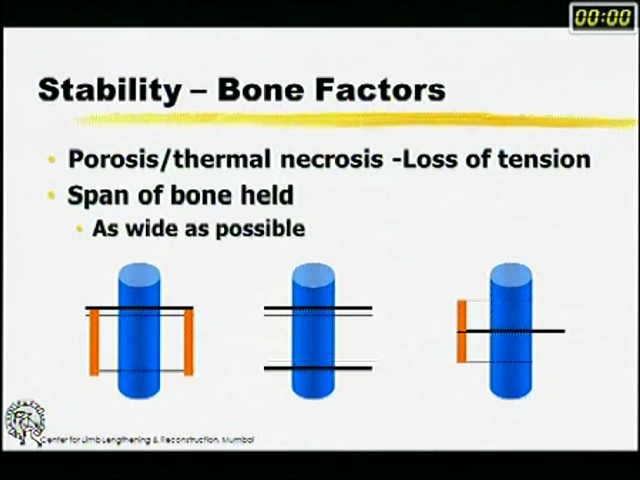 00:00
Stability – Bone Factors
• Porosis/thermal necrosis -Loss of tension
• Span of bone held
• As wide as possible
Center for Limb Lengthening & Reconstruction, Mumbai